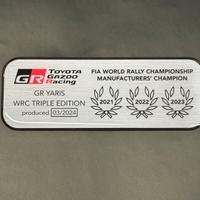 GR TOYOTA
GAZOO
Racing
GR YARIS
WRC TRIPLE EDITION
produced 03/2024
FIA WORLD RALLY CHAMPIONSHIP
MANUFACTURERS' CHAMPION
2021 2022 2023